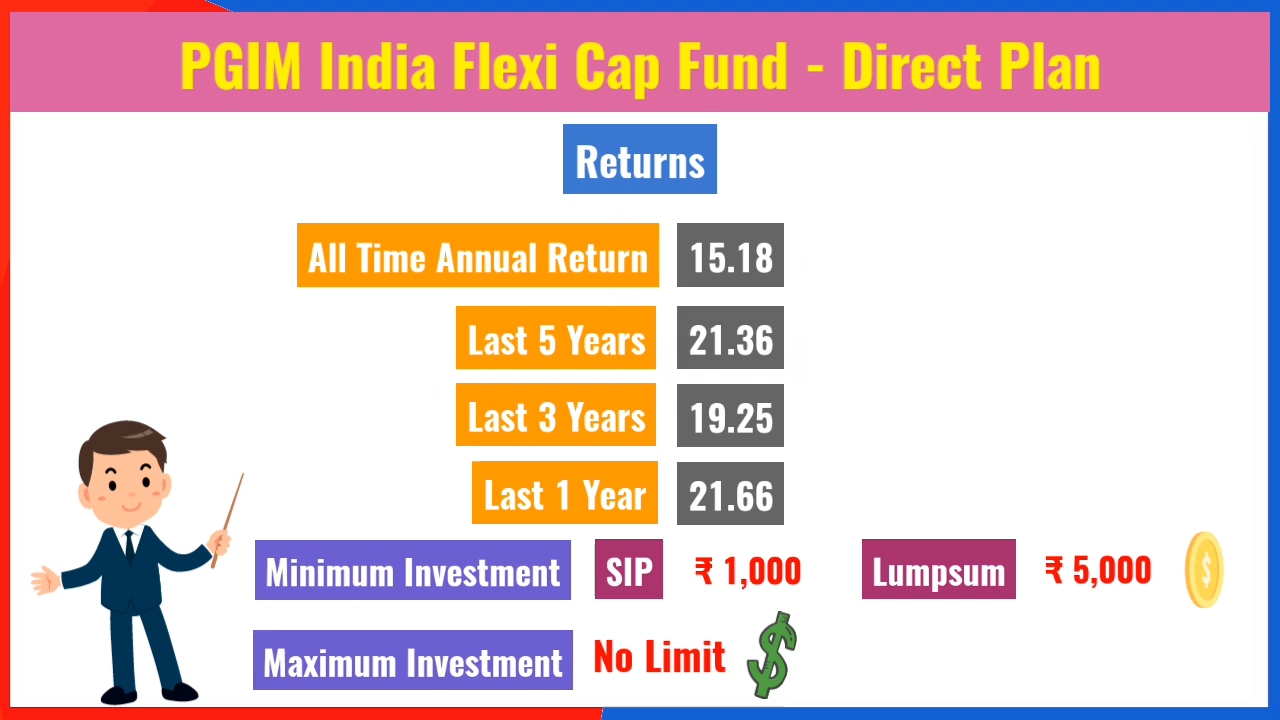 PGIM India Flexi Cap Fund - Direct Plan
Returns
All Time Annual Return 15.18
Last 5 Years 21.36
Last 3 Years 19.25
Last 1 Year 21.66
Minimum Investment SIP ₹ 1,000 Lumpsum ₹ 5,000 $
Maximum Investment No Limit $